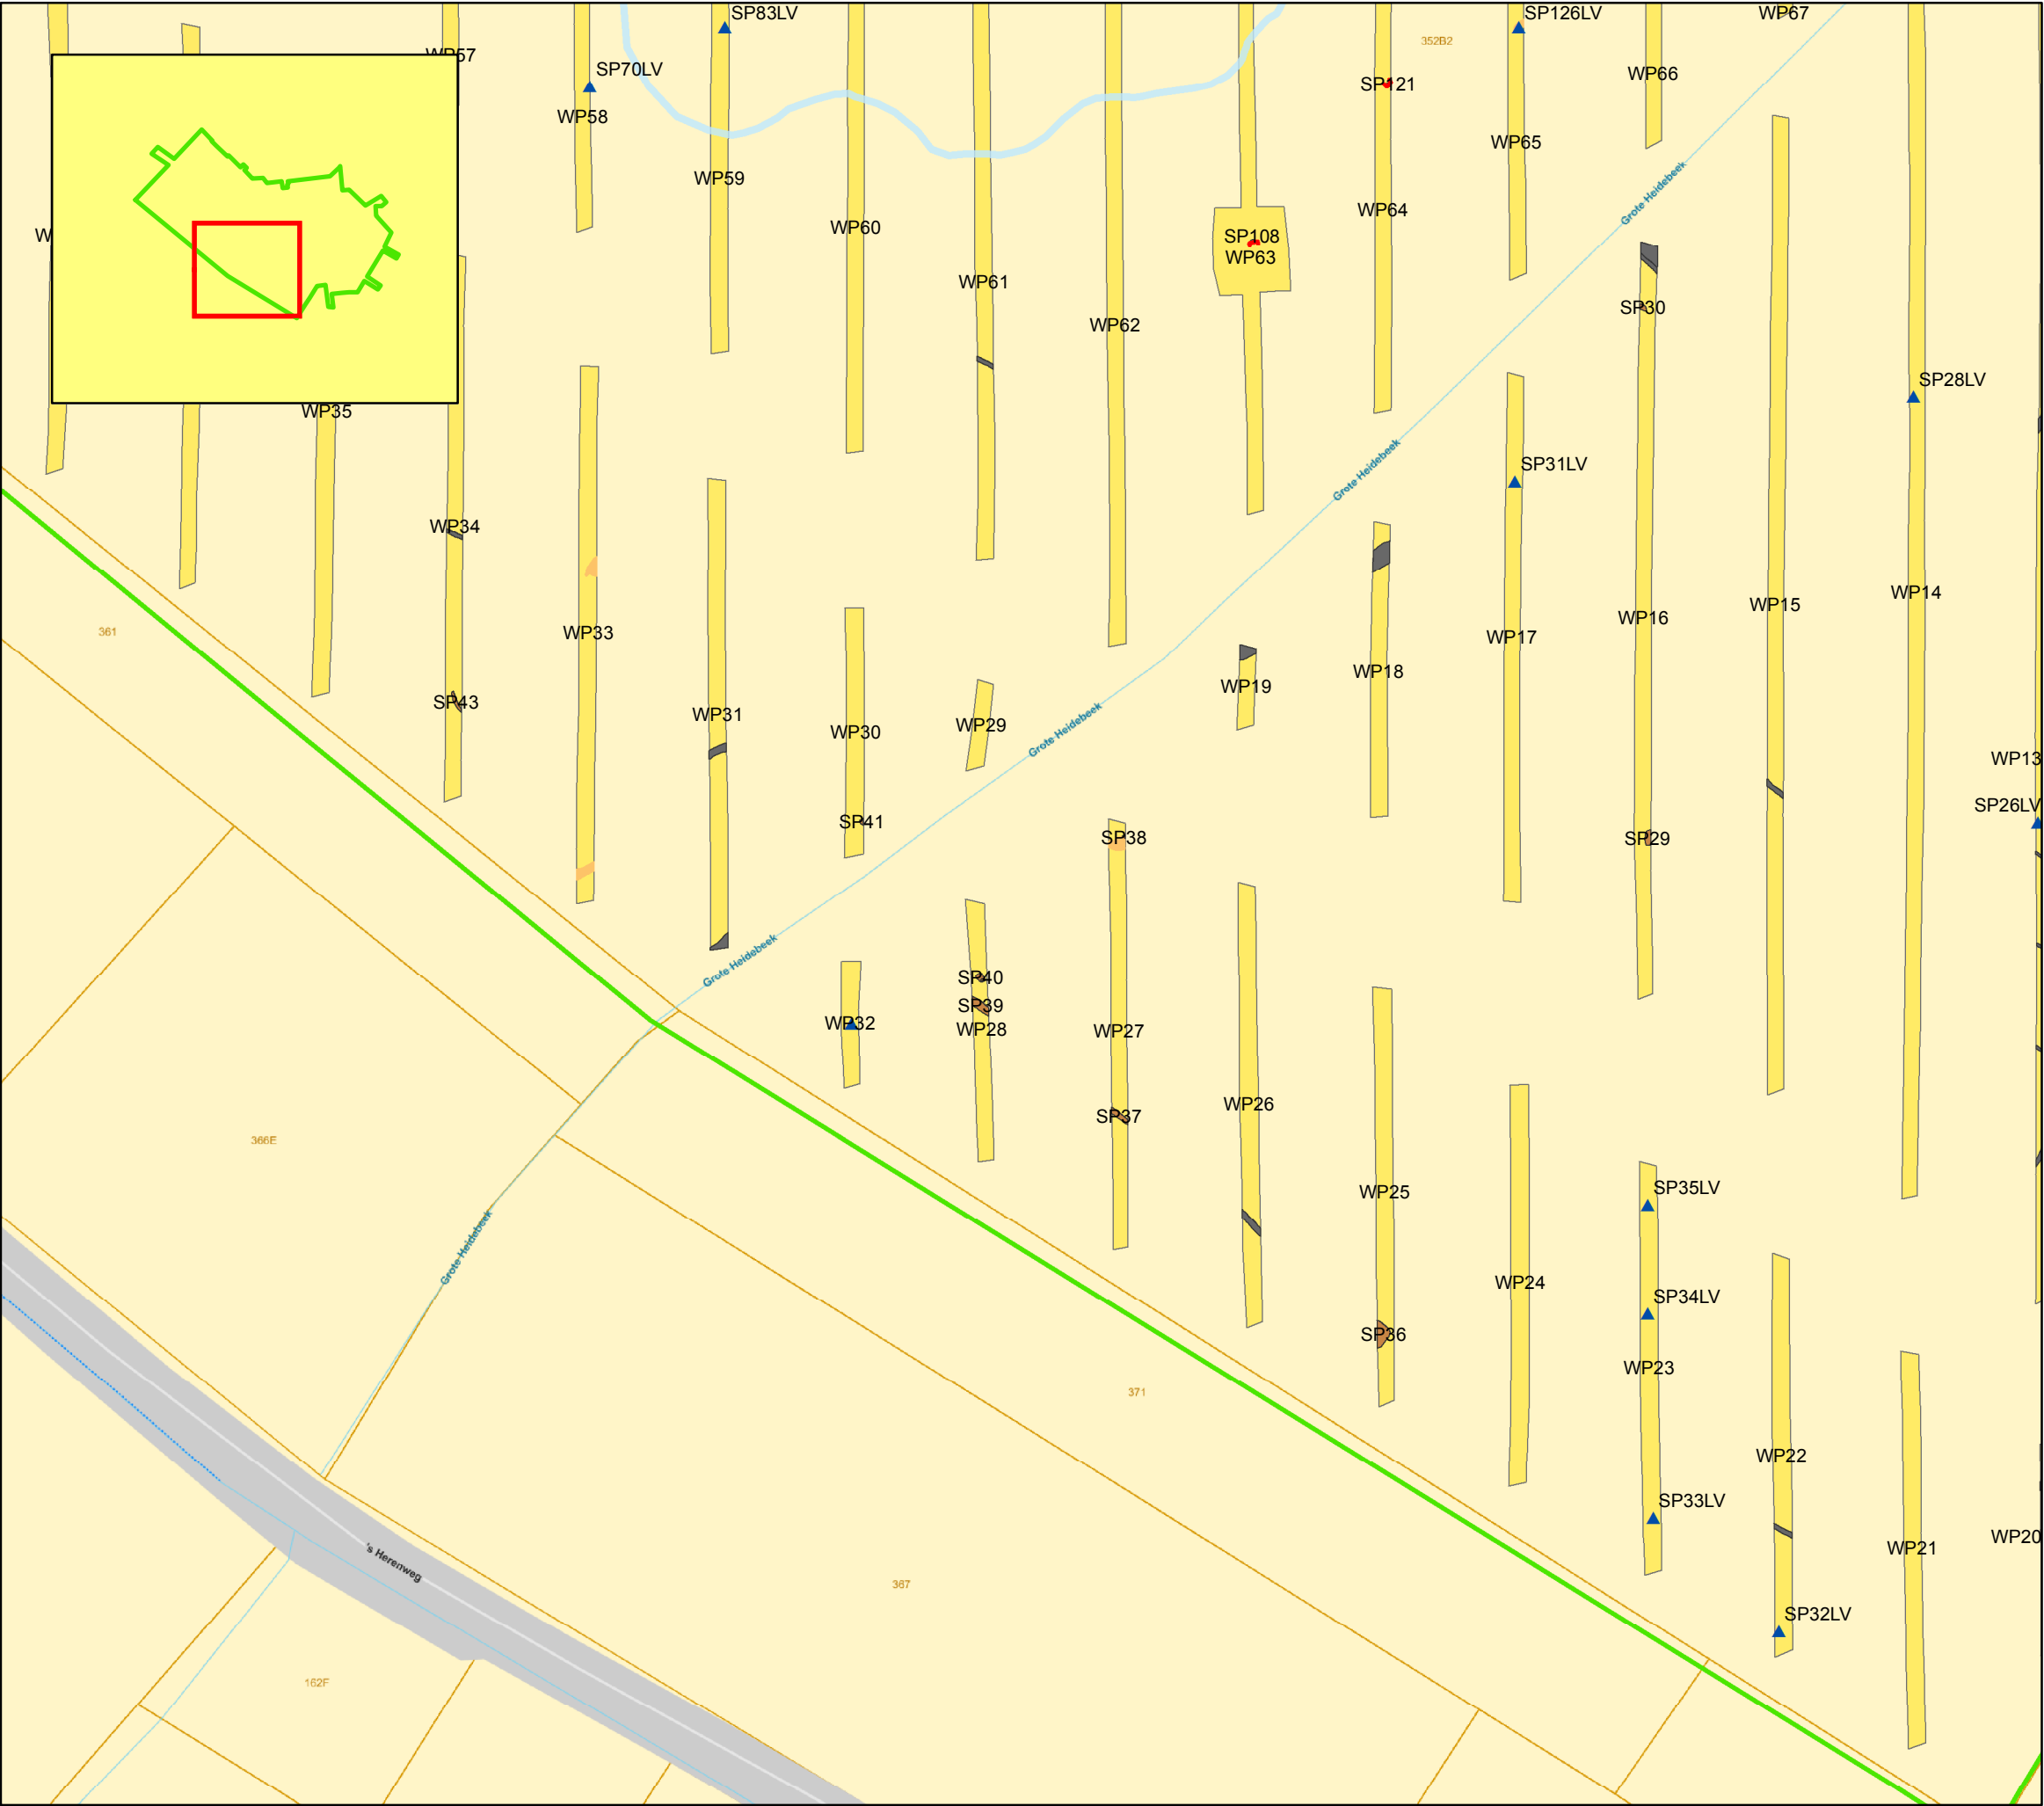 SP83LV
SP126LV
WP67
352B2
WP57
SP70LV
WP66
SP121
WP58
WP65
WP59
Grote Heidebeek
WP64
WP60
SP108
WP63
WP61
SP30
WP62
SP28LV
WP35
Grote Heidebeek
SP31LV
WP34
WP14
WP15
WP16
361
WP33
WP17
WP18
WP19
SP43
WP31
WP29
WP30
Grote Heidebeek
WP13
SP26LV
SP41
SP38
SP29
Grote Heidebeek
SP40
SP39
WP32
WP28
WP27
WP26
SP37
366E
SP35LV
WP25
Grote Heidebeek
WP24
SP34LV
SP36
WP23
371
WP22
SP33LV
WP20
WP21
's Herenweg
367
SP32LV
162F